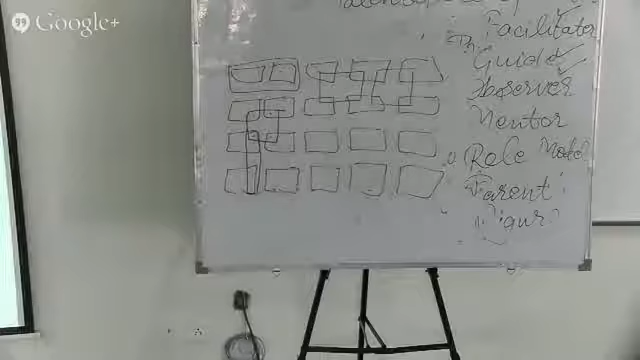 Google+
Facilitator
Guide
Observer
Mentor
Role Model
Parent